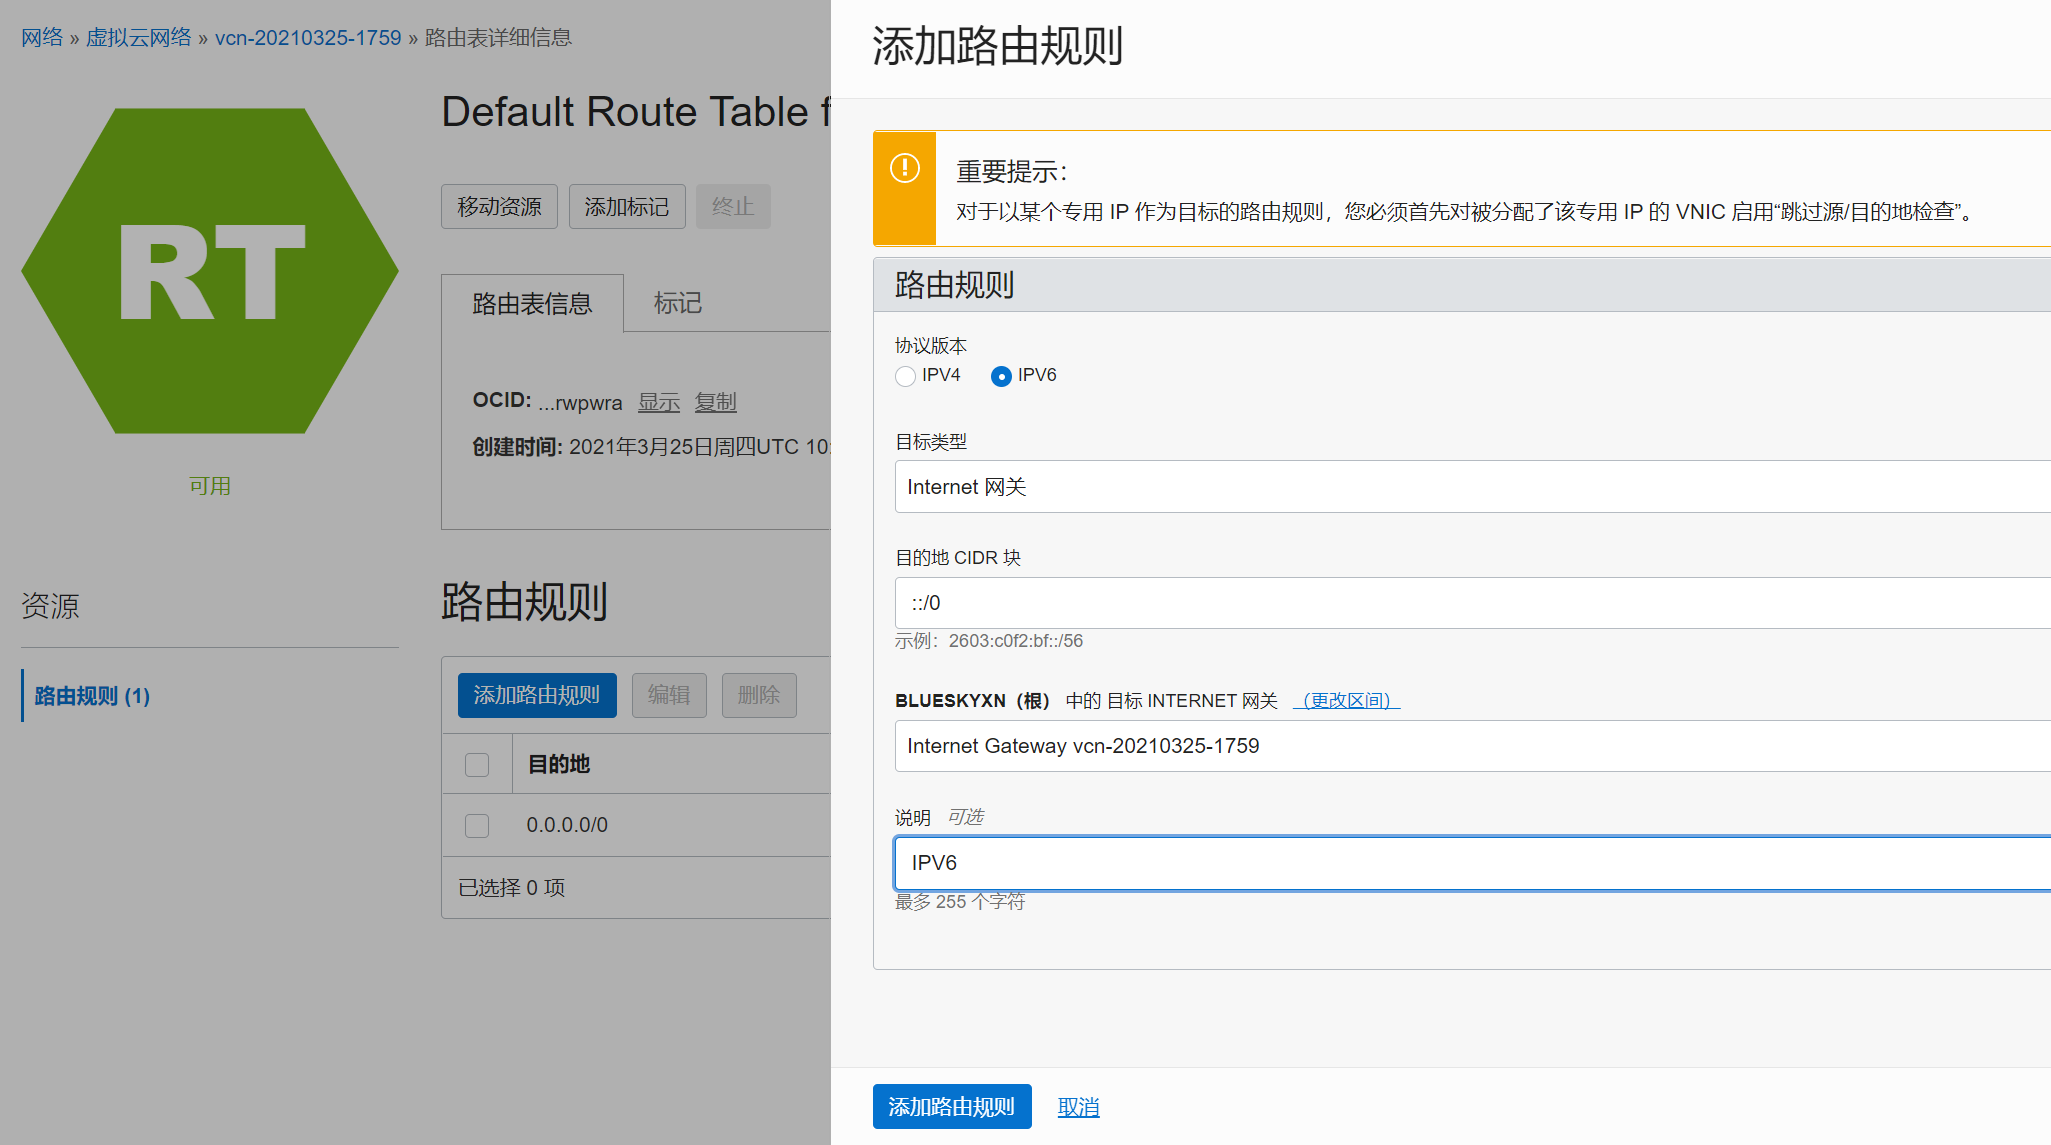 网络 » 虚拟云网络 » vcn-20210325-1759 » 路由表详细信息
RT
可用
Default Route Table f
移动资源 添加标记 终止
路由表信息 标记
OCID: ...rwpwra 显示 复制
创建时间: 2021年3月25日周四UTC 10:
资源
路由规则 (1)
路由规则
添加路由规则 编辑 删除
目的地
0.0.0.0/0
已选择 0 项
添加路由规则
重要提示：
对于以某个专用 IP 作为目标的路由规则，您必须首先对被分配了该专用 IP 的 VNIC 启用“跳过源/目的地检查”。
路由规则
协议版本
IPV4 IPV6
目标类型
Internet 网关
目的地 CIDR 块
::/0
示例：2603:c0f2:bf::/56
BLUESKYXN（根） 中的 目标 INTERNET 网关 （更改区间）
Internet Gateway vcn-20210325-1759
说明 可选
IPV6
最多 255 个字符
添加路由规则 取消